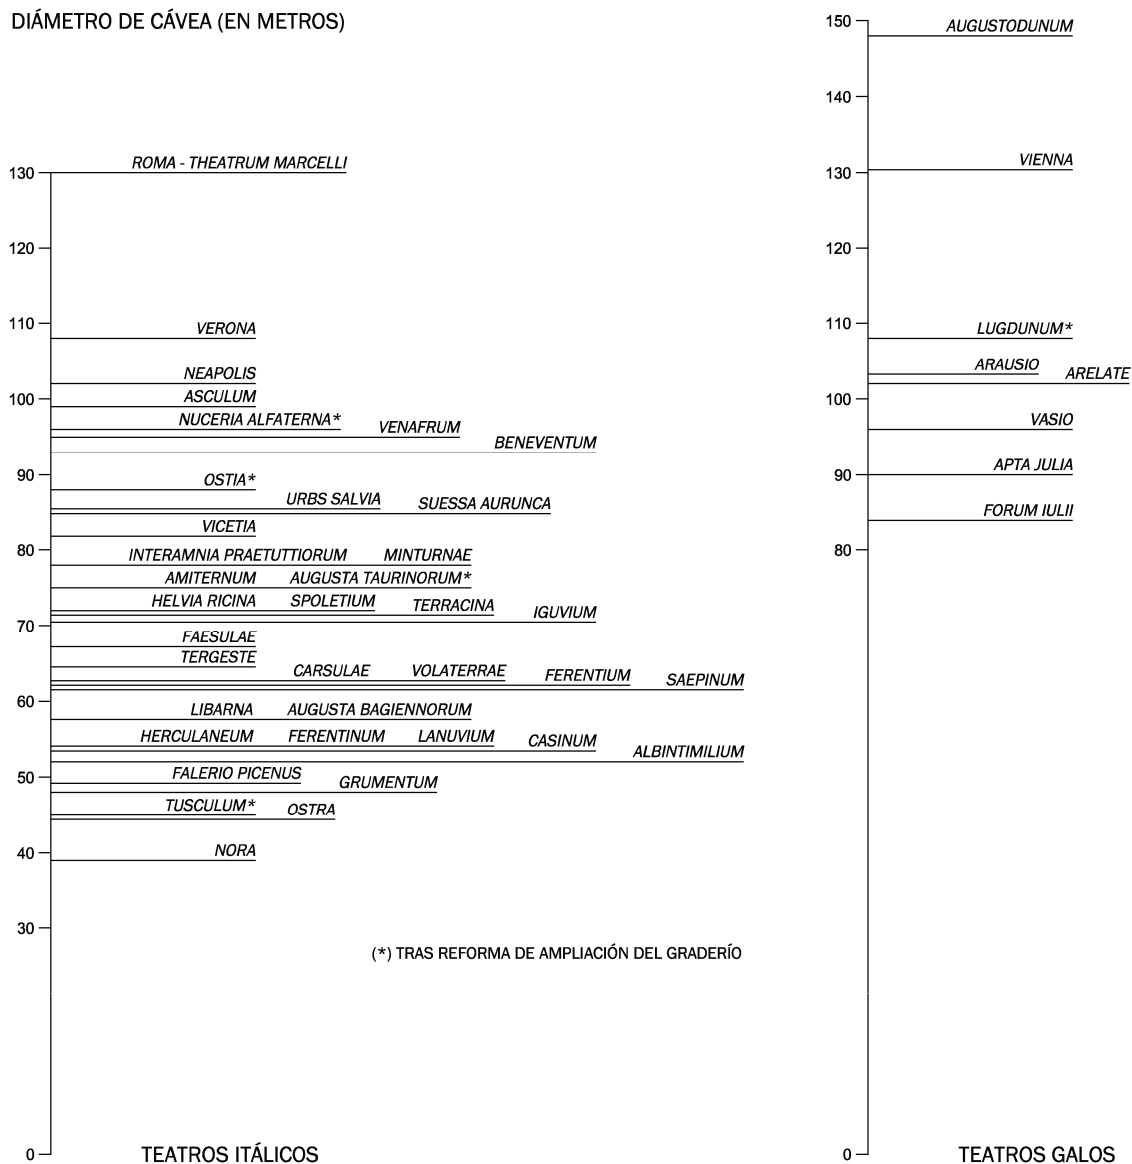 DIÁMETRO DE CÁVEA (EN METROS)
130
ROMA - THEATRUM MARCELLI
120
110
VERONA
NEAPOLIS
100
ASCULUM
NUCERIA ALFATERNA*
VENAFRUM
BENEVENTUM
90
OSTIA*
URBS SALVIA
SUESSA AURUNCA
VICETIA
80
INTERAMNIA PRAETUTTIORUM MINTURNAE
AMITERNUM AUGUSTA TAURINORUM*
HELVIA RICINA SPOLETIUM
TERRACINA
IGUVIUM
70
FAESULAE
TERGESTE
CARSULAE VOLATERRAE
FERENTIUM
SAEPINUM
60
LIBARNA AUGUSTA BAGIENNORUM
HERCULANEUM FERENTINUM LANUVIUM
CASINUM
ALBINTIMILIUM
50
FALERIO PICENUS
GRUMENTUM
TUSCULUM*
OSTRA
40
NORA
30
(*) TRAS REFORMA DE AMPLIACIÓN DEL GRADERÍO
0
TEATROS ITÁLICOS
150
AUGUSTODUNUM
140
130
VIENNA
120
110
LUGDUNUM*
ARAUSIO
ARELATE
100
VASIO
90
APTA JULIA
FORUM IULII
80
0
TEATROS GALOS